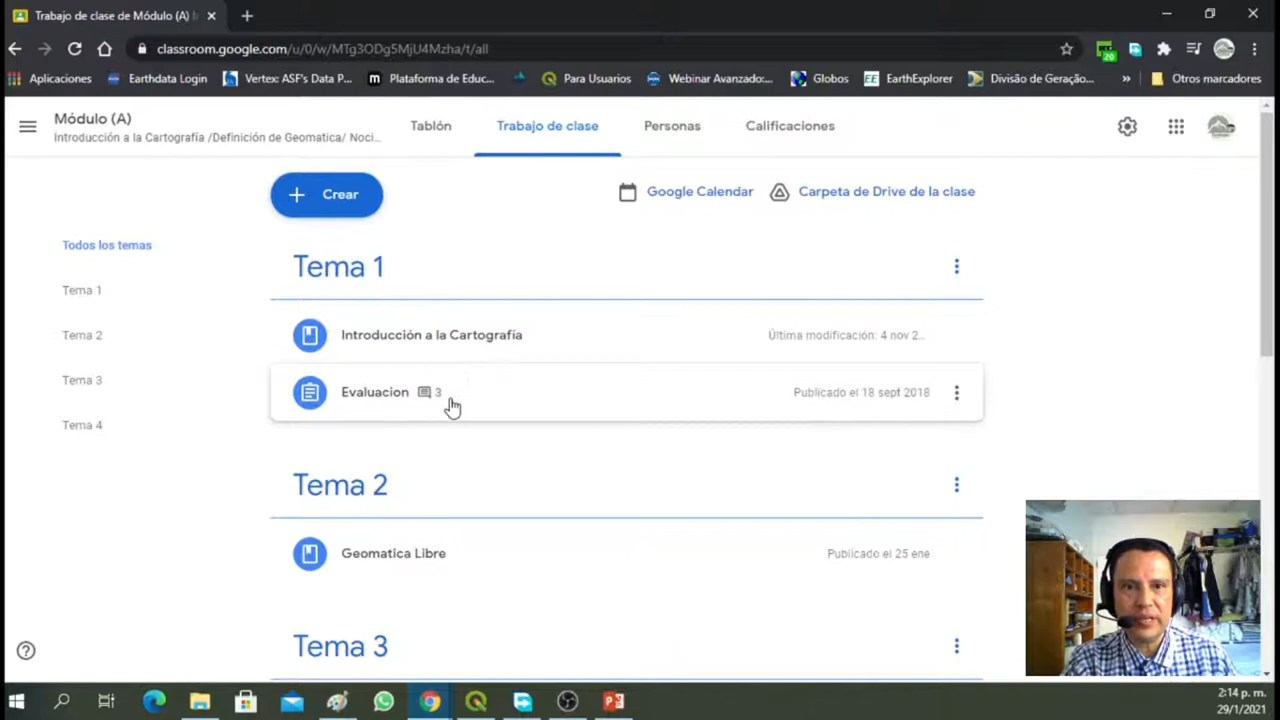 Trabajo de clase de Módulo (A) I
classroom.google.com/u/0/w/MTg3ODg5MjU4Mzha/t/all
20
Aplicaciones Earthdata Login Vertex: ASF's Data P... Plataforma de Educ... Para Usuarios Webinar Avanzado:... Globos EE EarthExplorer Divisão de Geração... » Otros marcadores
Módulo (A)
Introducción a la Cartografía /Definición de Geomatica/ Noci...
Tablón Trabajo de clase Personas Calificaciones
Crear
Google Calendar Carpeta de Drive de la clase
Todos los temas
Tema 1
Tema 2
Tema 3
Tema 4
Tema 1
Introducción a la Cartografía Última modificación: 4 nov 2...
Evaluacion 3 Publicado el 18 sept 2018
Tema 2
Geomatica Libre Publicado el 25 ene
Tema 3
2:14 p. m.
29/1/2021